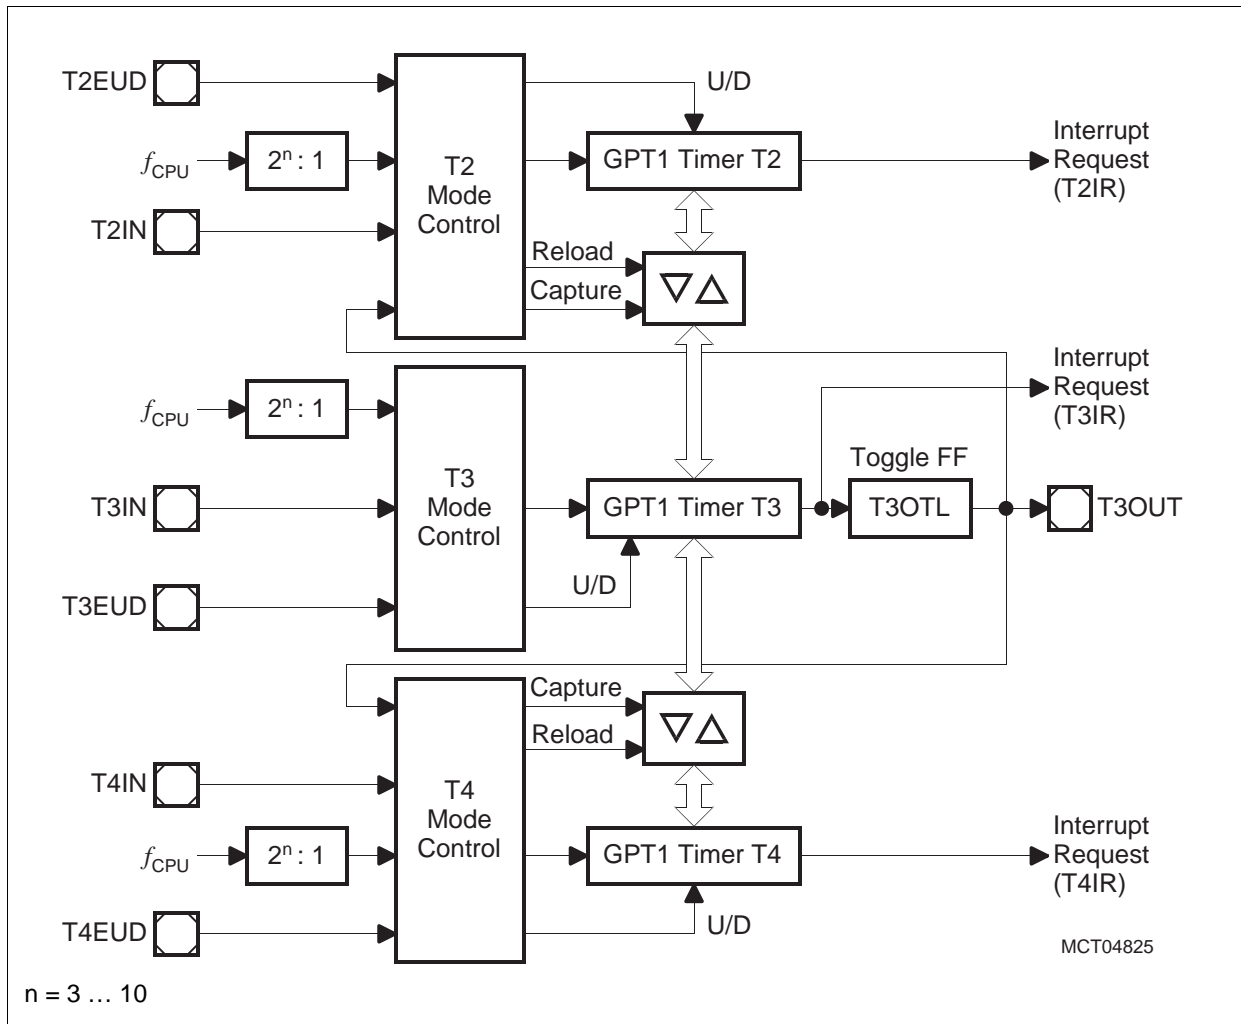 T2EUD
U/D
fCPU
2ⁿ : 1
T2
Mode
Control
GPT1 Timer T2
Interrupt
Request
(T2IR)
T2IN
Reload
Capture
fCPU
2ⁿ : 1
Interrupt
Request
(T3IR)
T3
Mode
Control
Toggle FF
T3IN
GPT1 Timer T3
T3OTL
T3OUT
U/D
T3EUD
Capture
Reload
T4IN
T4
Mode
Control
fCPU
2ⁿ : 1
GPT1 Timer T4
Interrupt
Request
(T4IR)
T4EUD
U/D
MCT04825
n = 3 … 10